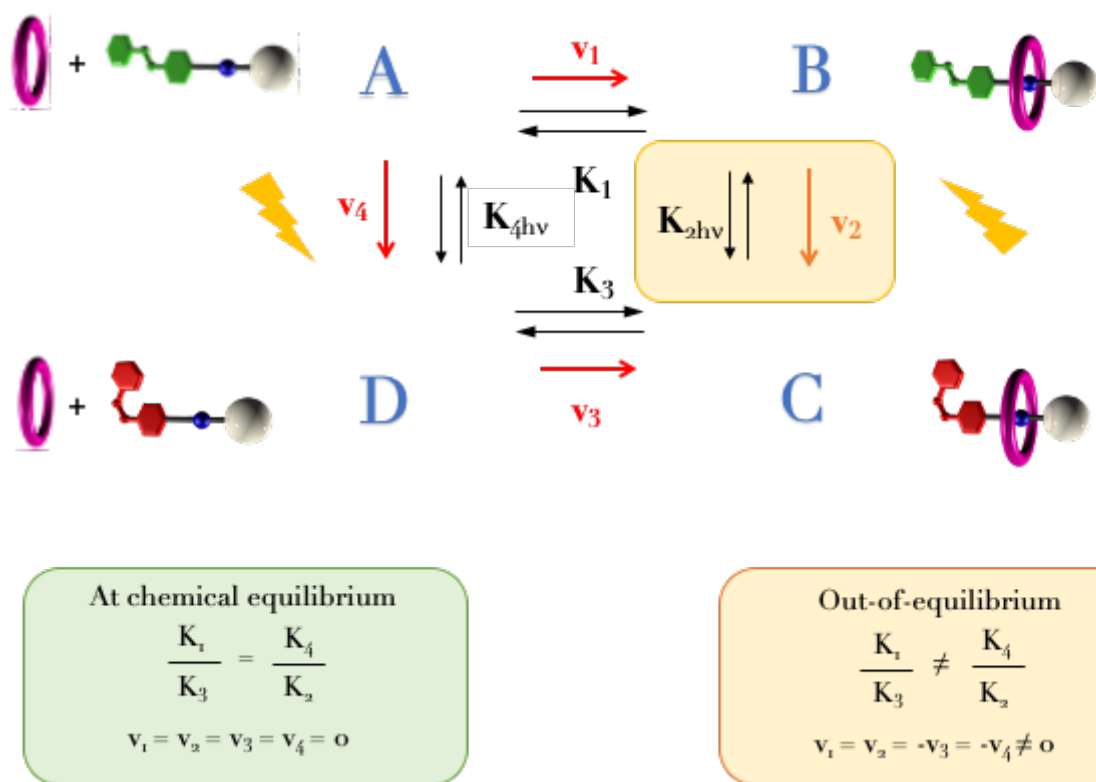 + A v₁ B
v₄ K₄hν K₁ K₂hν v₂
K₃
+ D C
v₃
At chemical equilibrium
K₁ / K₃ = K₄ / K₂
v₁ = v₂ = v₃ = v₄ = 0
Out-of-equilibrium
K₁ / K₃ ≠ K₄ / K₂
v₁ = v₂ = -v₃ = -v₄ ≠ 0